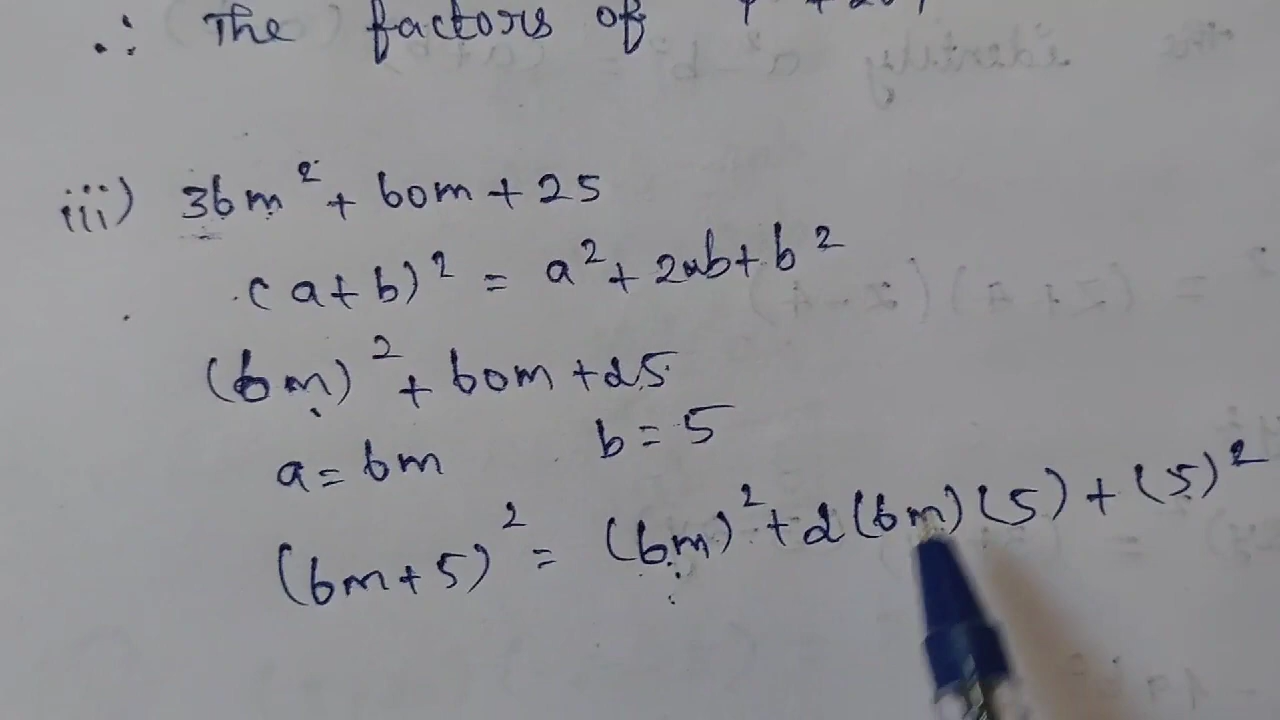 ∴ The factors of
iii) 36m² + 60m + 25
(a+b)² = a² + 2ab + b²
(6m)² + 60m + 25
a = 6m b = 5
(6m+5)² = (6m)² + 2(6m)(5) + (5)²